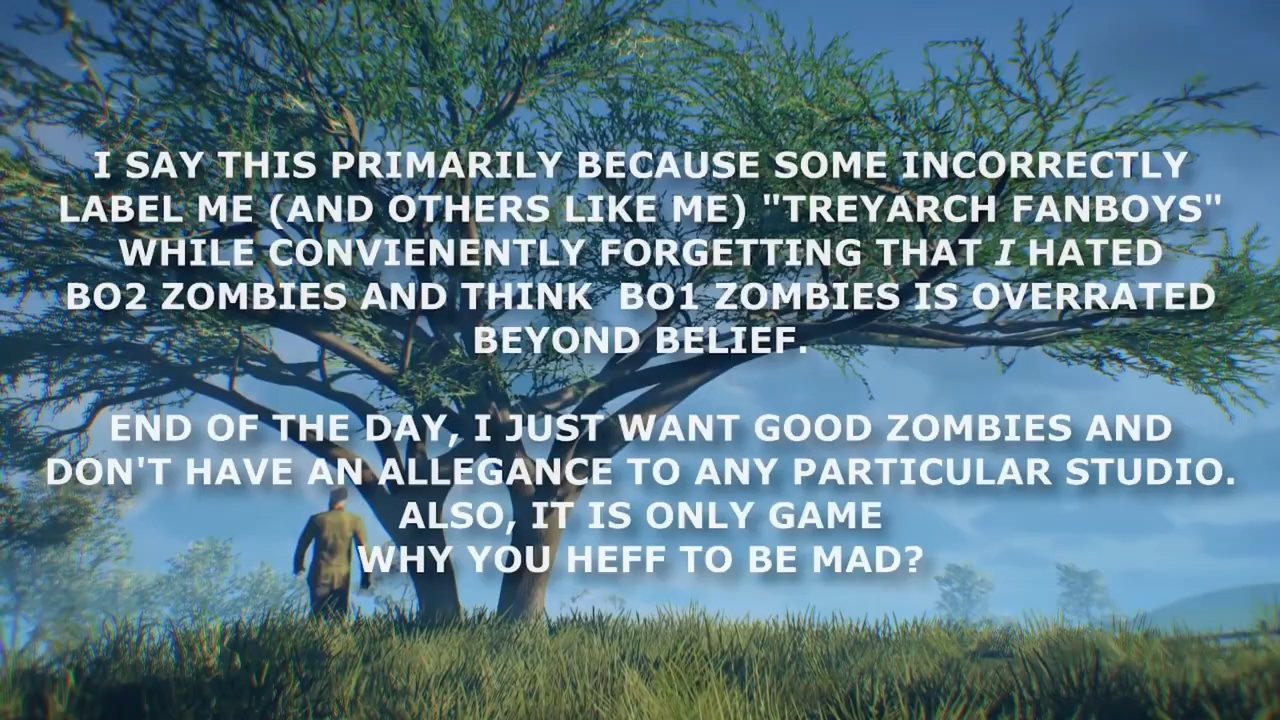 I SAY THIS PRIMARILY BECAUSE SOME INCORRECTLY
LABEL ME (AND OTHERS LIKE ME) "TREYARCH FANBOYS"
WHILE CONVIENENTLY FORGETTING THAT I HATED
BO2 ZOMBIES AND THINK  BO1 ZOMBIES IS OVERRATED
BEYOND BELIEF.
END OF THE DAY, I JUST WANT GOOD ZOMBIES AND
DON'T HAVE AN ALLEGANCE TO ANY PARTICULAR STUDIO.
ALSO, IT IS ONLY GAME
WHY YOU HEFF TO BE MAD?